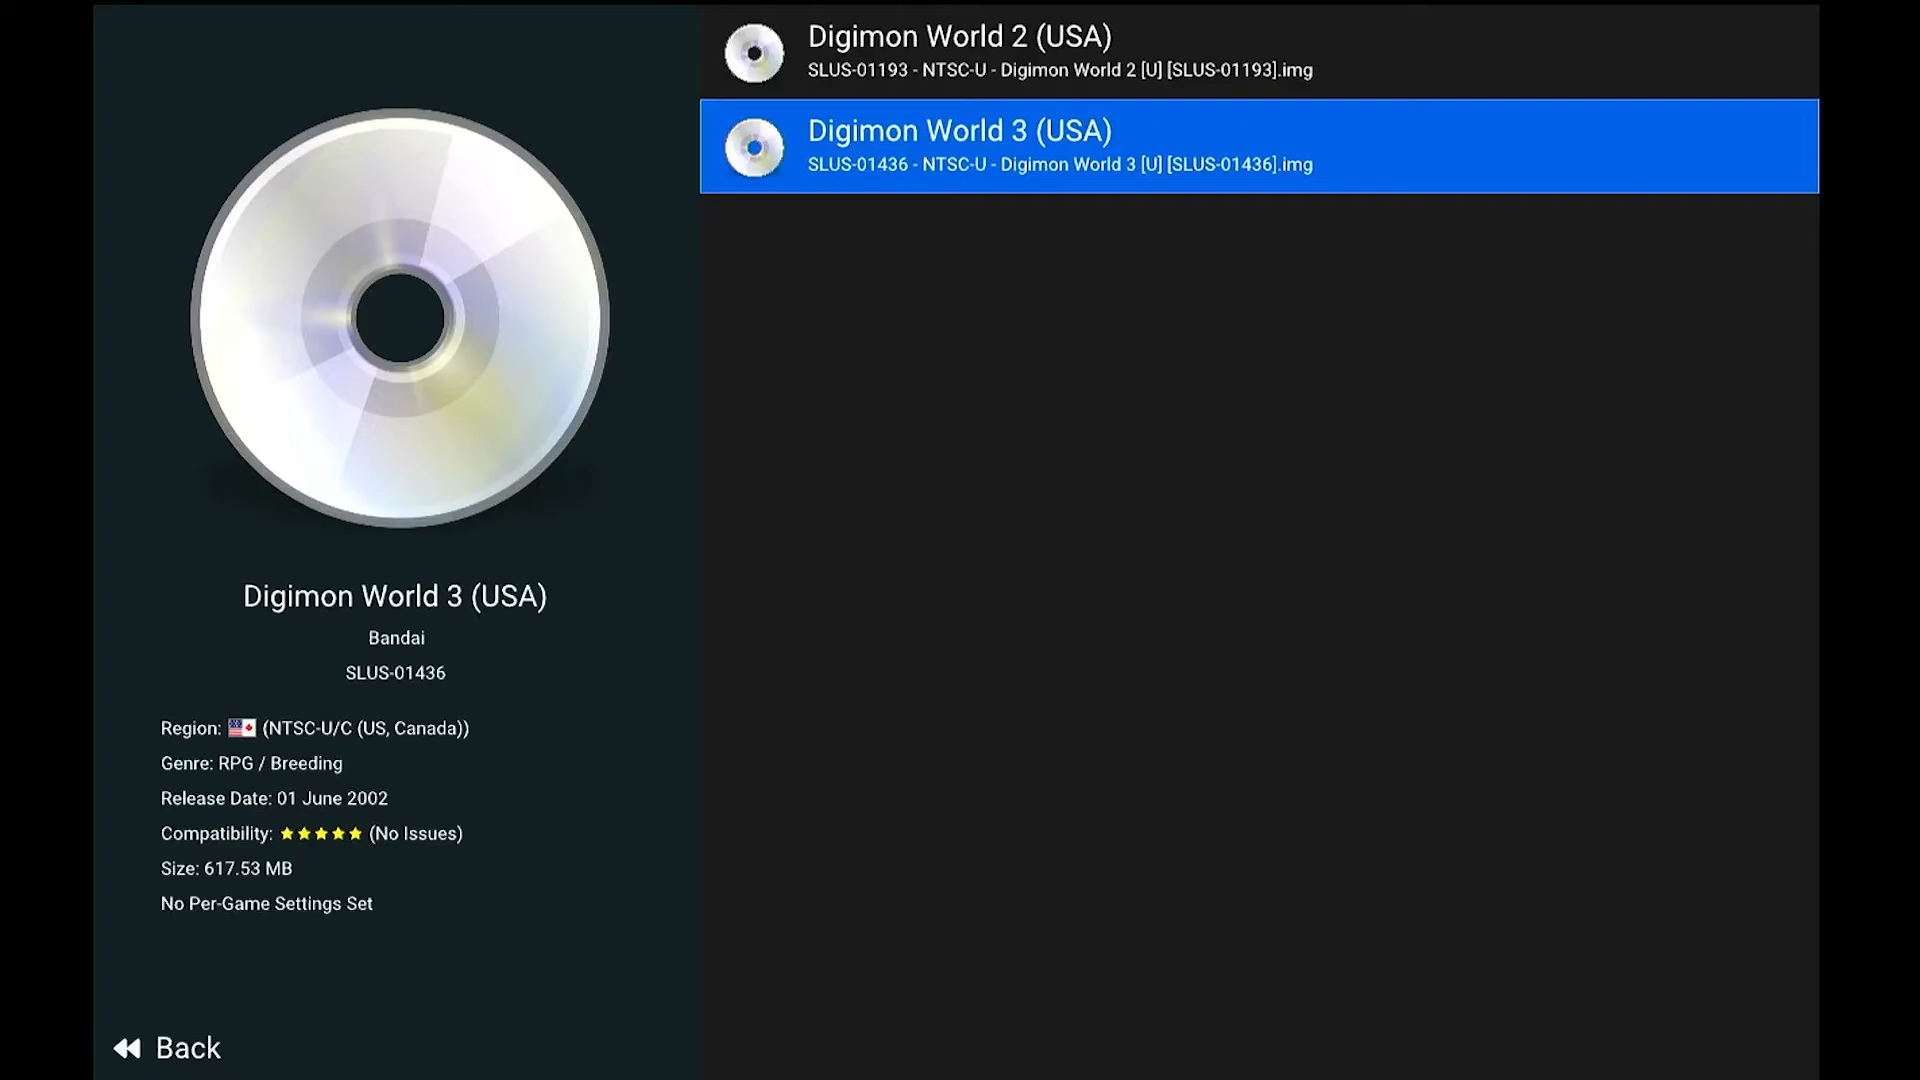 Digimon World 2 (USA)
SLUS-01193 - NTSC-U - Digimon World 2 [U] [SLUS-01193].img
Digimon World 3 (USA)
SLUS-01436 - NTSC-U - Digimon World 3 [U] [SLUS-01436].img
Digimon World 3 (USA)
Bandai
SLUS-01436
Region: (NTSC-U/C (US, Canada))
Genre: RPG / Breeding
Release Date: 01 June 2002
Compatibility: ★★★★★ (No Issues)
Size: 617.53 MB
No Per-Game Settings Set
Back